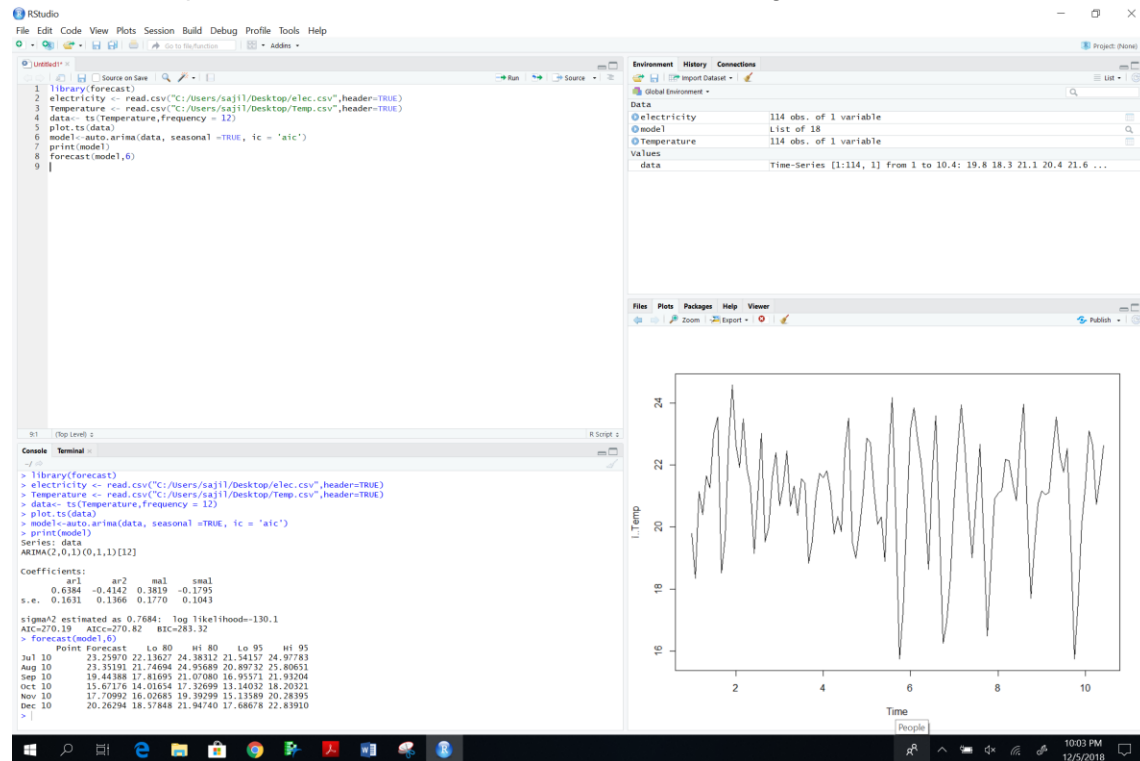 RStudio
File Edit Code View Plots Session Build Debug Profile Tools Help
Go to file/function Addins Project: (None)
Untitled1*
Source on Save Run Source
1 library(forecast)
2 electricity <- read.csv("C:/Users/sajil/Desktop/elec.csv",header=TRUE)
3 Temperature <- read.csv("C:/Users/sajil/Desktop/Temp.csv",header=TRUE)
4 data<- ts(Temperature,frequency = 12)
5 plot.ts(data)
6 model<-auto.arima(data, seasonal =TRUE, ic = 'aic')
7 print(model)
8 forecast(model,6)
9
9:1 (Top Level) R Script
Console Terminal
~/
> library(forecast)
> electricity <- read.csv("C:/Users/sajil/Desktop/elec.csv",header=TRUE)
> Temperature <- read.csv("C:/Users/sajil/Desktop/Temp.csv",header=TRUE)
> data<- ts(Temperature,frequency = 12)
> plot.ts(data)
> model<-auto.arima(data, seasonal =TRUE, ic = 'aic')
> print(model)
Series: data
ARIMA(2,0,1)(0,1,1)[12]
Coefficients:
ar1 ar2 ma1 sma1
0.6384 -0.4142 0.3819 -0.1795
s.e. 0.1631 0.1366 0.1770 0.1043
sigma^2 estimated as 0.7684: log likelihood=-130.1
AIC=270.19 AICc=270.82 BIC=283.32
> forecast(model,6)
Point Forecast Lo 80 Hi 80 Lo 95 Hi 95
Jul 10 23.25970 22.13627 24.38312 21.54157 24.97783
Aug 10 23.35191 21.74694 24.95689 20.89732 25.80651
Sep 10 19.44388 17.81695 21.07080 16.95571 21.93204
Oct 10 15.67176 14.01654 17.32699 13.14032 18.20321
Nov 10 17.70992 16.02685 19.39299 15.13589 20.28395
Dec 10 20.26294 18.57848 21.94740 17.68678 22.83910
>
Environment History Connections
Import Dataset List
Global Environment
Data
electricity 114 obs. of 1 variable
model List of 18
Temperature 114 obs. of 1 variable
Values
data Time-Series [1:114, 1] from 1 to 10.4: 19.8 18.3 21.1 20.4 21.6 ...
Files Plots Packages Help Viewer
Zoom Export Publish
24
22
20
18
16
ï..Temp
2 4 6 8 10
Time
People
10:03 PM
12/5/2018